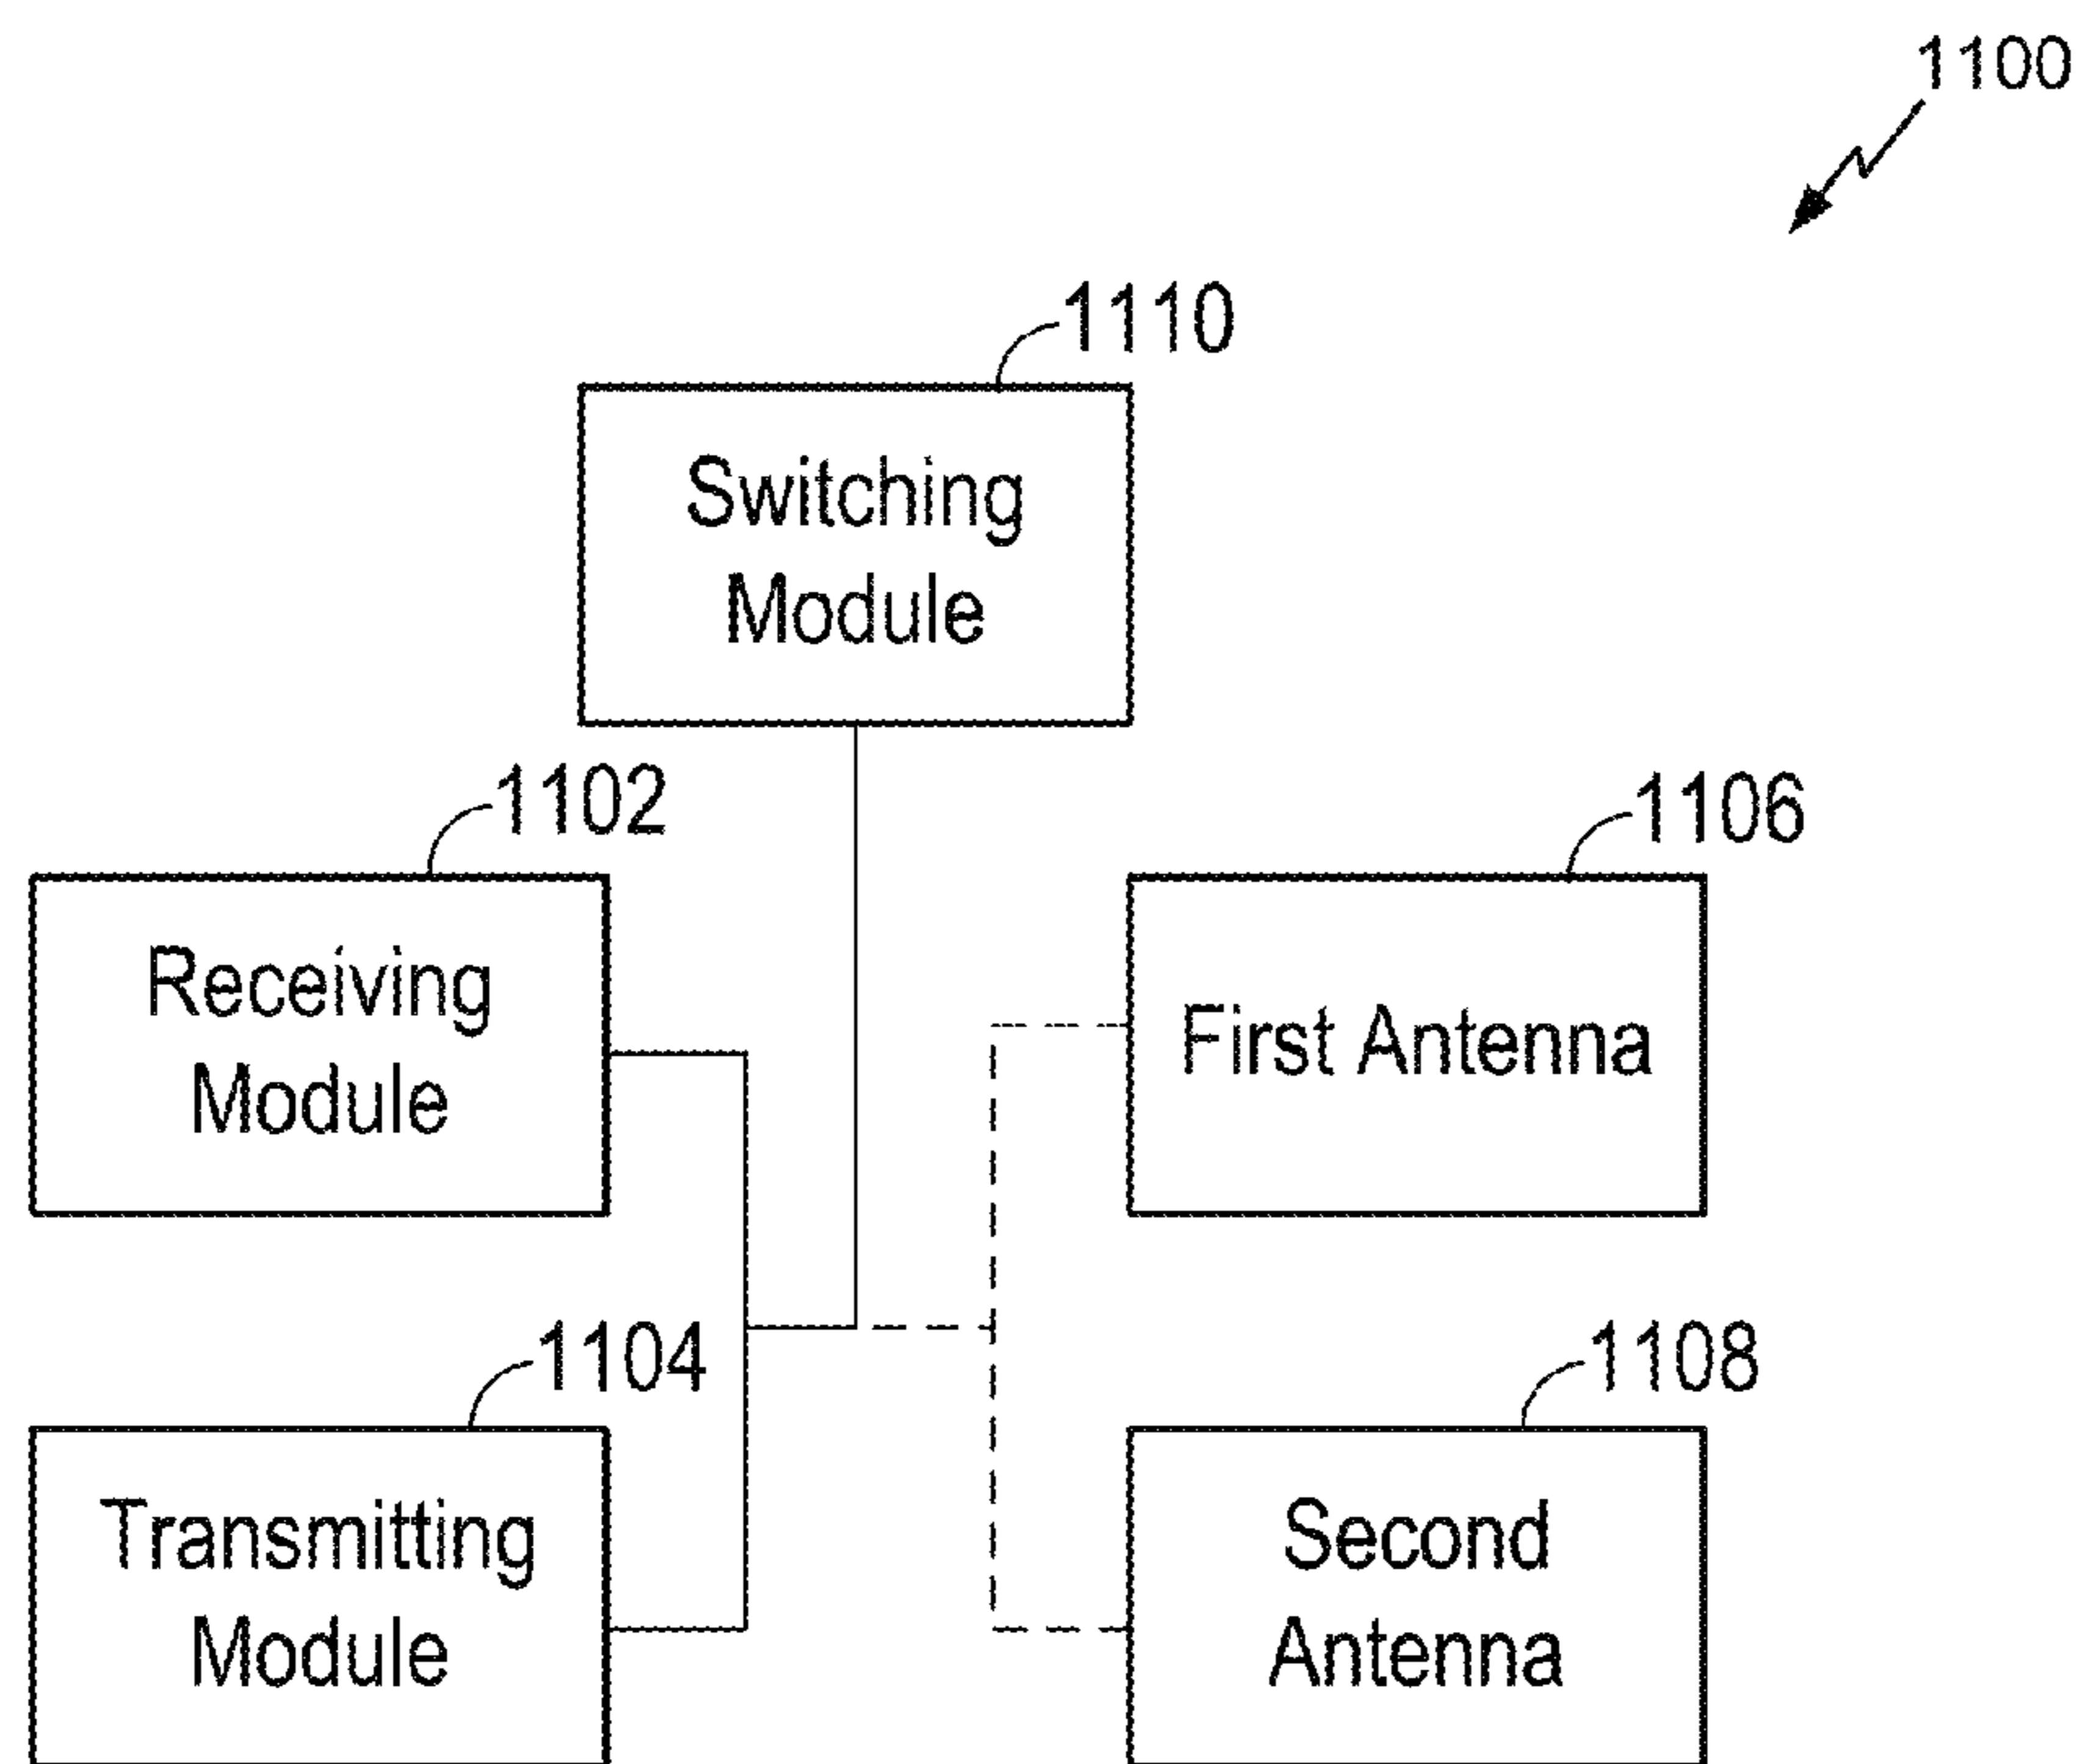 1100
1110
Switching
Module
1102
Receiving
Module
1106
First Antenna
1104
Transmitting
Module
1108
Second
Antenna